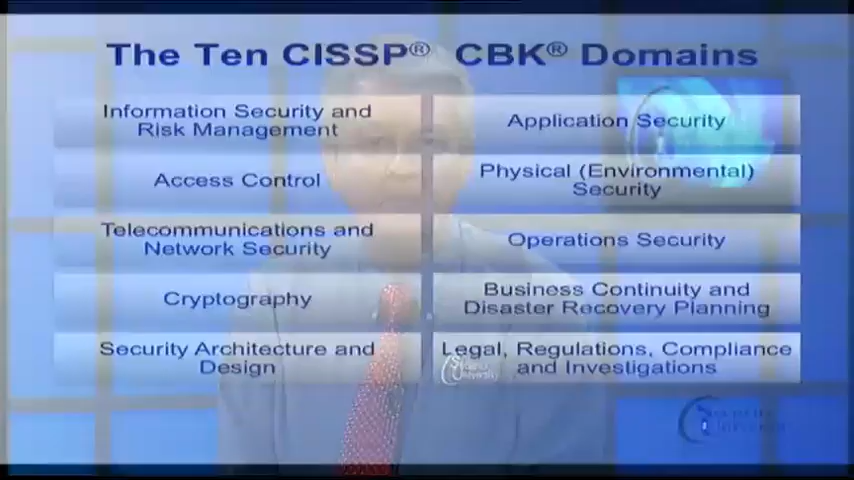 The Ten CISSP® CBK® Domains
Information Security and
Risk Management
Access Control
Telecommunications and
Network Security
Cryptography
Security Architecture and
Design
Application Security
Physical (Environmental)
Security
Operations Security
Business Continuity and
Disaster Recovery Planning
Legal, Regulations, Compliance
and Investigations
Security
University